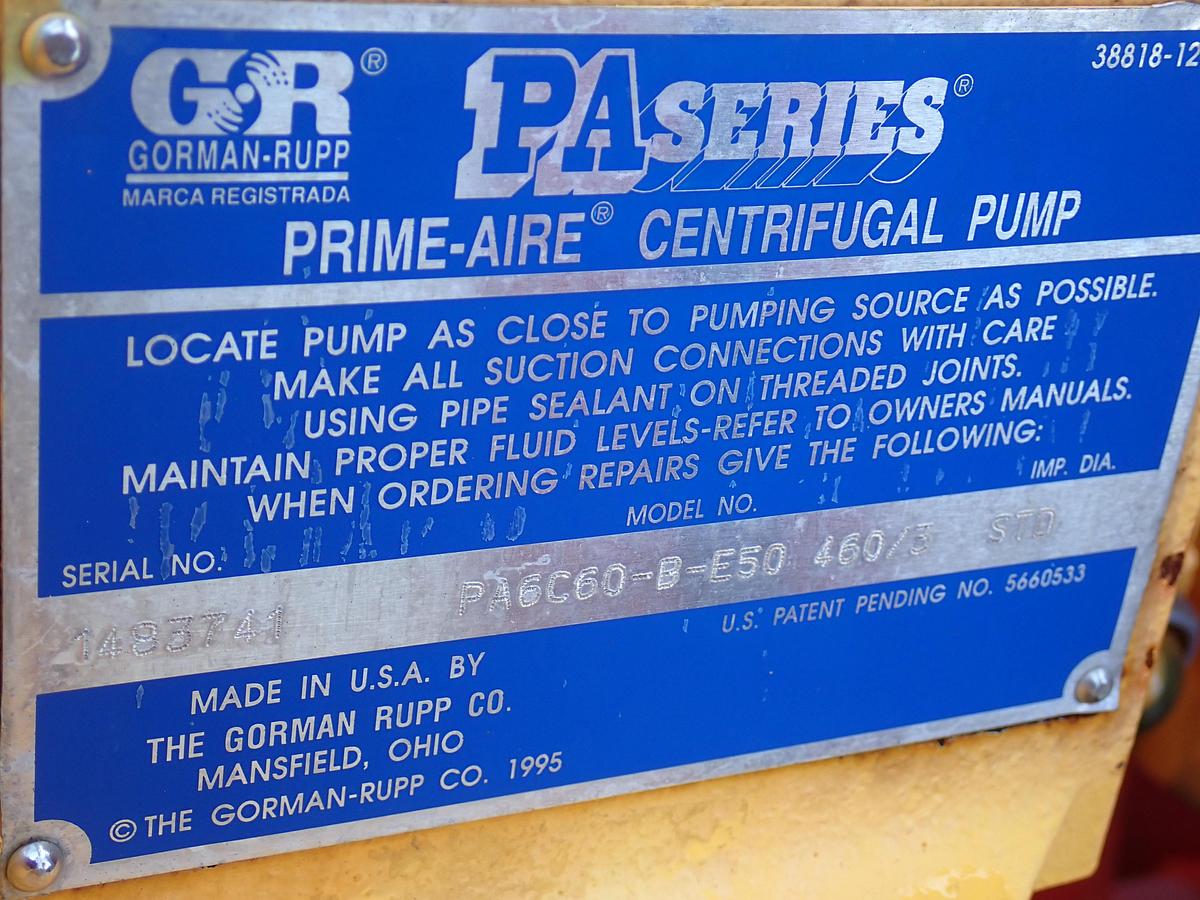 GR®
GORMAN-RUPP
MARCA REGISTRADA
PA SERIES®
38818-12
PRIME-AIRE® CENTRIFUGAL PUMP
LOCATE PUMP AS CLOSE TO PUMPING SOURCE AS POSSIBLE.
MAKE ALL SUCTION CONNECTIONS WITH CARE
USING PIPE SEALANT ON THREADED JOINTS.
MAINTAIN PROPER FLUID LEVELS-REFER TO OWNERS MANUALS.
WHEN ORDERING REPAIRS GIVE THE FOLLOWING:
SERIAL NO. MODEL NO. IMP. DIA.
1483741 PA6C60-B-E50 460/3 STD
U.S. PATENT PENDING NO. 5660533
MADE IN U.S.A. BY
THE GORMAN RUPP CO.
MANSFIELD, OHIO
© THE GORMAN-RUPP CO. 1995